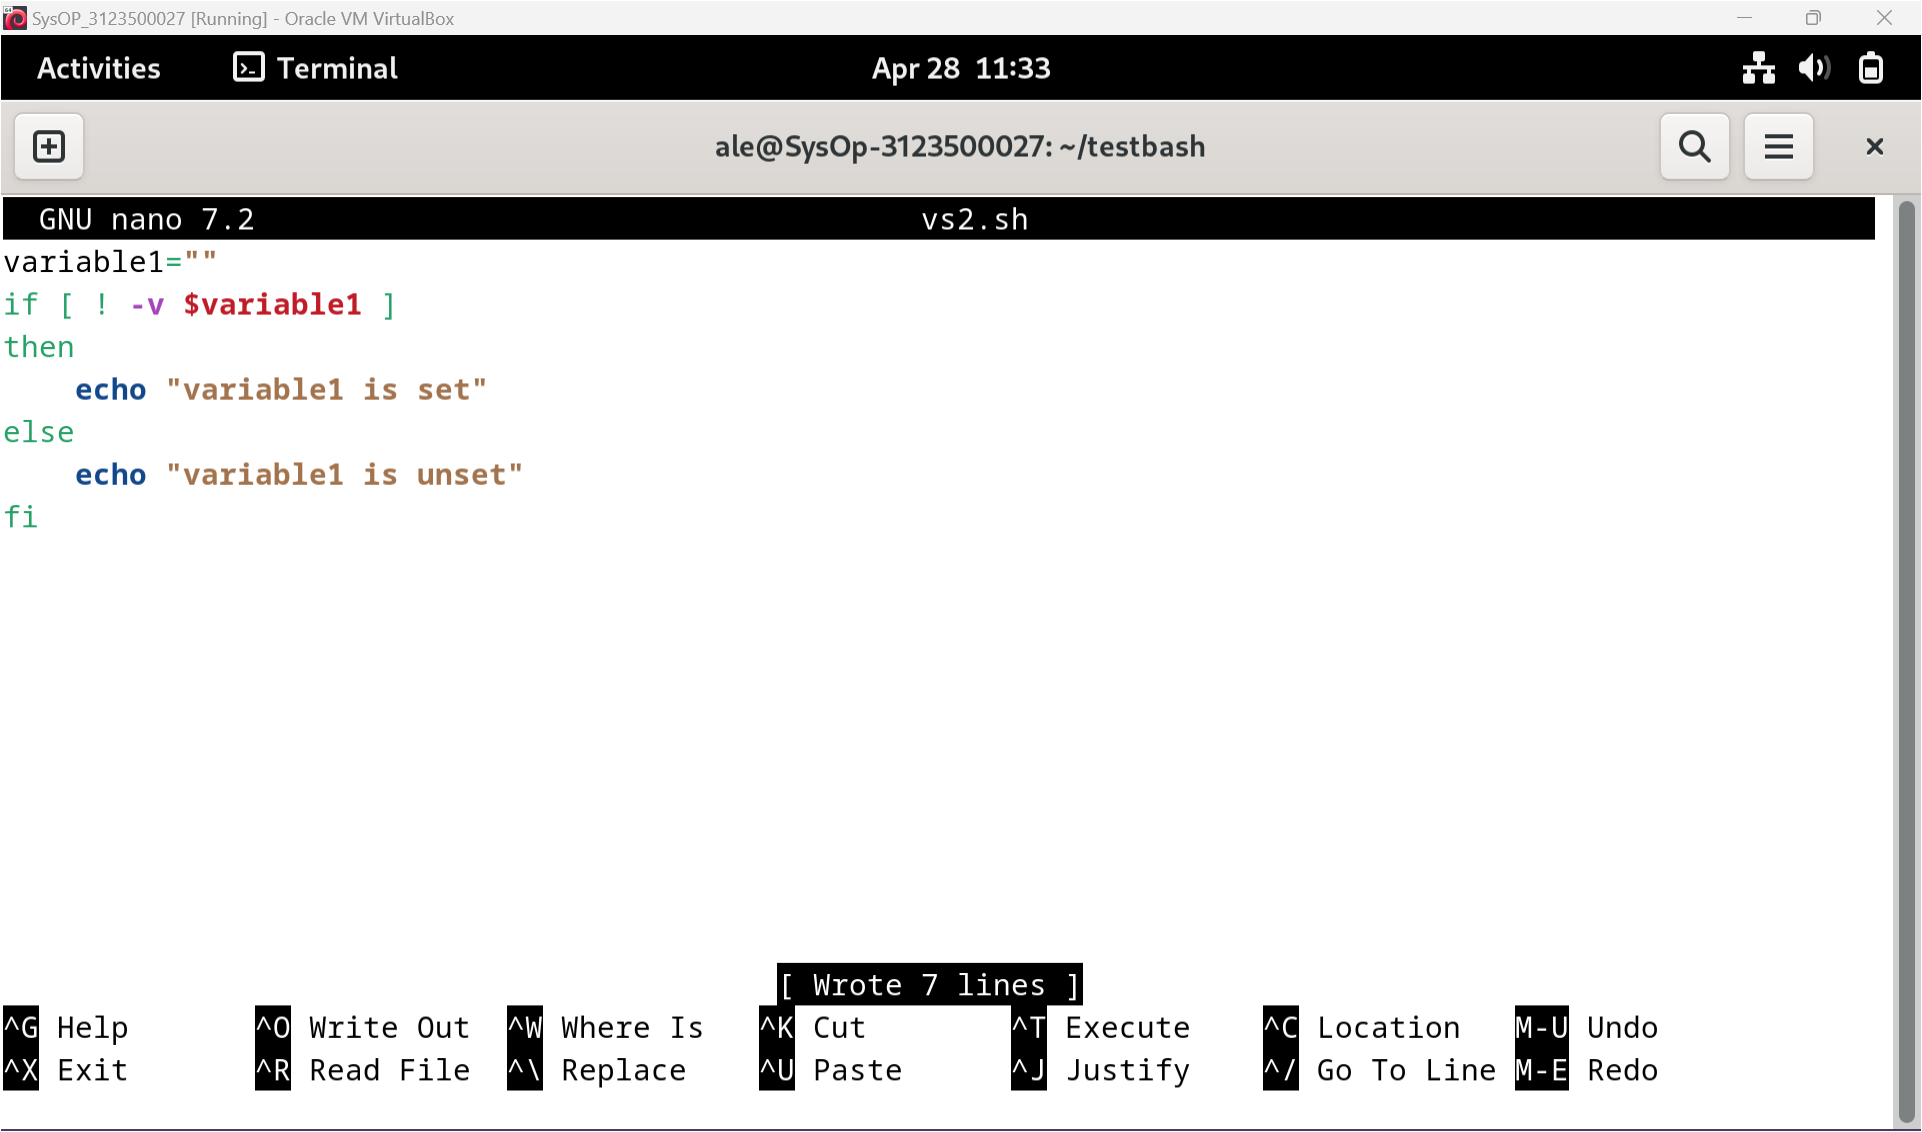 SysOP_3123500027 [Running] - Oracle VM VirtualBox
Activities Terminal Apr 28 11:33
ale@SysOp-3123500027: ~/testbash
GNU nano 7.2 vs2.sh
variable1=""
if [ ! -v $variable1 ]
then
    echo "variable1 is set"
else
    echo "variable1 is unset"
fi
[ Wrote 7 lines ]
^G Help ^O Write Out ^W Where Is ^K Cut ^T Execute ^C Location M-U Undo
^X Exit ^R Read File ^\ Replace ^U Paste ^J Justify ^/ Go To Line M-E Redo